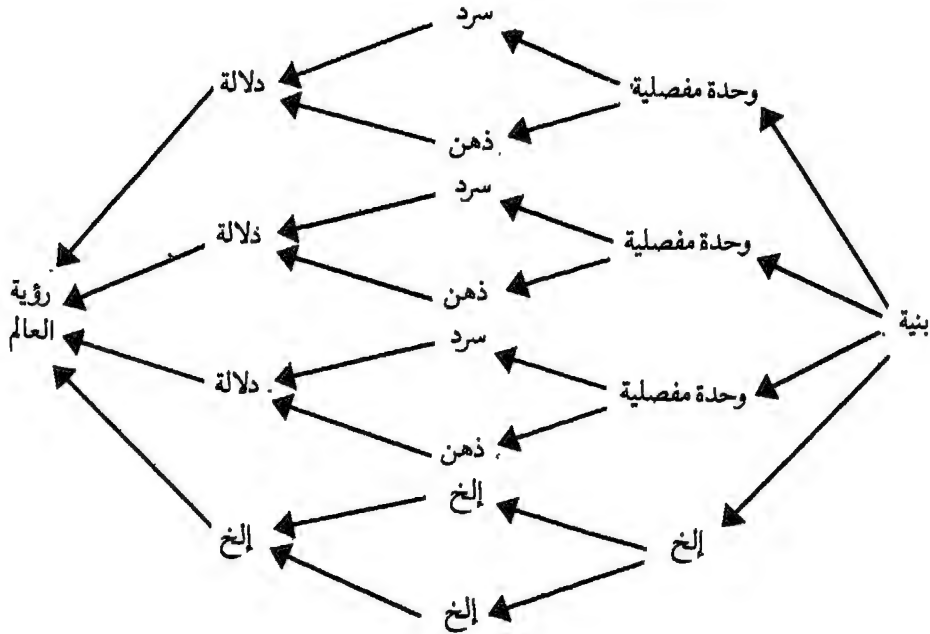 سرد
وحدة مفصلية
دلالة
ذهن
سرد
وحدة مفصلية
دلالة
ذهن
بنية
رؤية
العالم
سرد
وحدة مفصلية
دلالة
ذهن
إلخ
إلخ
إلخ
إلخ